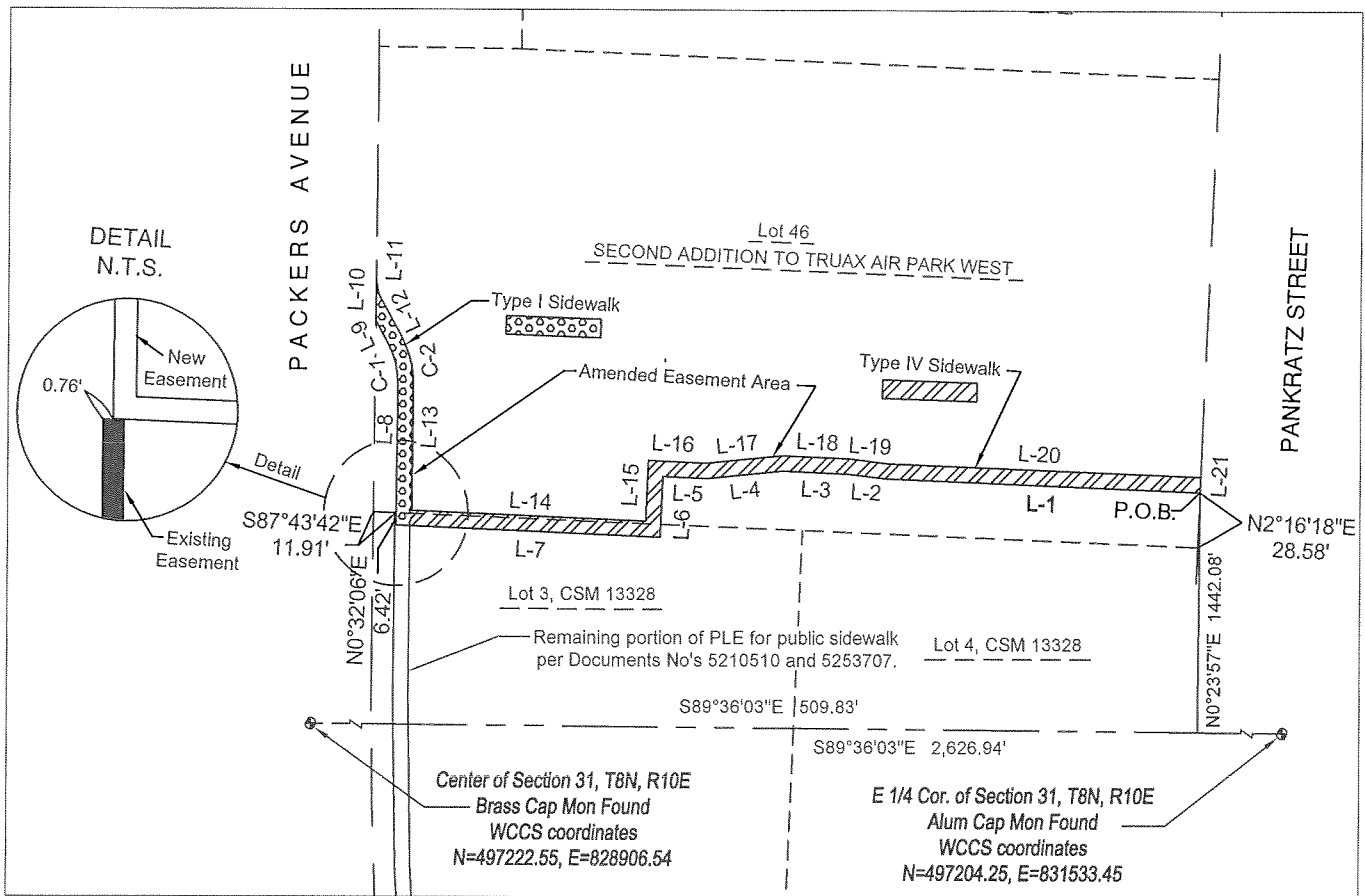 PACKERS AVENUE
DETAIL
N.T.S.
New
Easement
0.76'
Existing
Easement
Detail
Lot 46
SECOND ADDITION TO TRUAX AIR PARK WEST
PANKRATZ STREET
L-10
L-11
L-9
L-12
Type I Sidewalk
C-1
C-2
Amended Easement Area
Type IV Sidewalk
L-8
L-13
L-16
L-17
L-18
L-19
L-20
L-21
L-15
L-5
L-4
L-3
L-2
L-1
P.O.B.
L-6
L-14
L-7
S87°43'42"E
11.91'
N0°32'06"E
6.42'
N2°16'18"E
28.58'
Lot 3, CSM 13328
Remaining portion of PLE for public sidewalk
per Documents No's 5210510 and 5253707.
Lot 4, CSM 13328
N0°23'57"E 1442.08'
S89°36'03"E 509.83'
S89°36'03"E 2,626.94'
Center of Section 31, T8N, R10E
Brass Cap Mon Found
WCCS coordinates
N=497222.55, E=828906.54
E 1/4 Cor. of Section 31, T8N, R10E
Alum Cap Mon Found
WCCS coordinates
N=497204.25, E=831533.45